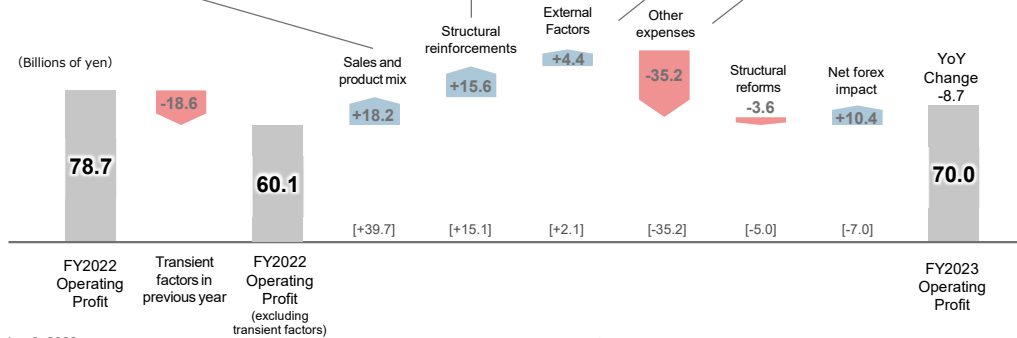 (Billions of yen)
78.7
FY2022
Operating
Profit
-18.6
Transient
factors in
previous year
60.1
FY2022
Operating
Profit
(excluding
transient factors)
Sales and
product mix
+18.2
[+39.7]
Structural
reinforcements
+15.6
[+15.1]
External
Factors
+4.4
[+2.1]
Other
expenses
-35.2
[-35.2]
Structural
reforms
-3.6
[-5.0]
Net forex
impact
+10.4
[-7.0]
YoY
Change
-8.7
70.0
FY2023
Operating
Profit